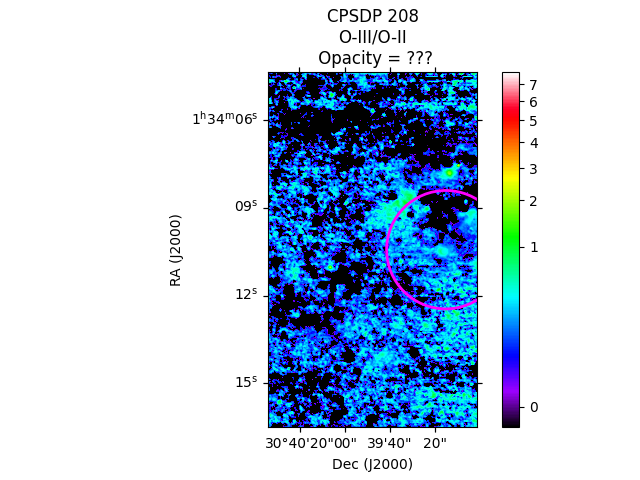 CPSDP 208
O-III/O-II
Opacity = ???
1ʰ34ᵐ06ˢ
09ˢ
12ˢ
15ˢ
RA (J2000)
30°40'20"00" 39'40" 20"
Dec (J2000)
7
6
5
4
3
2
1
0